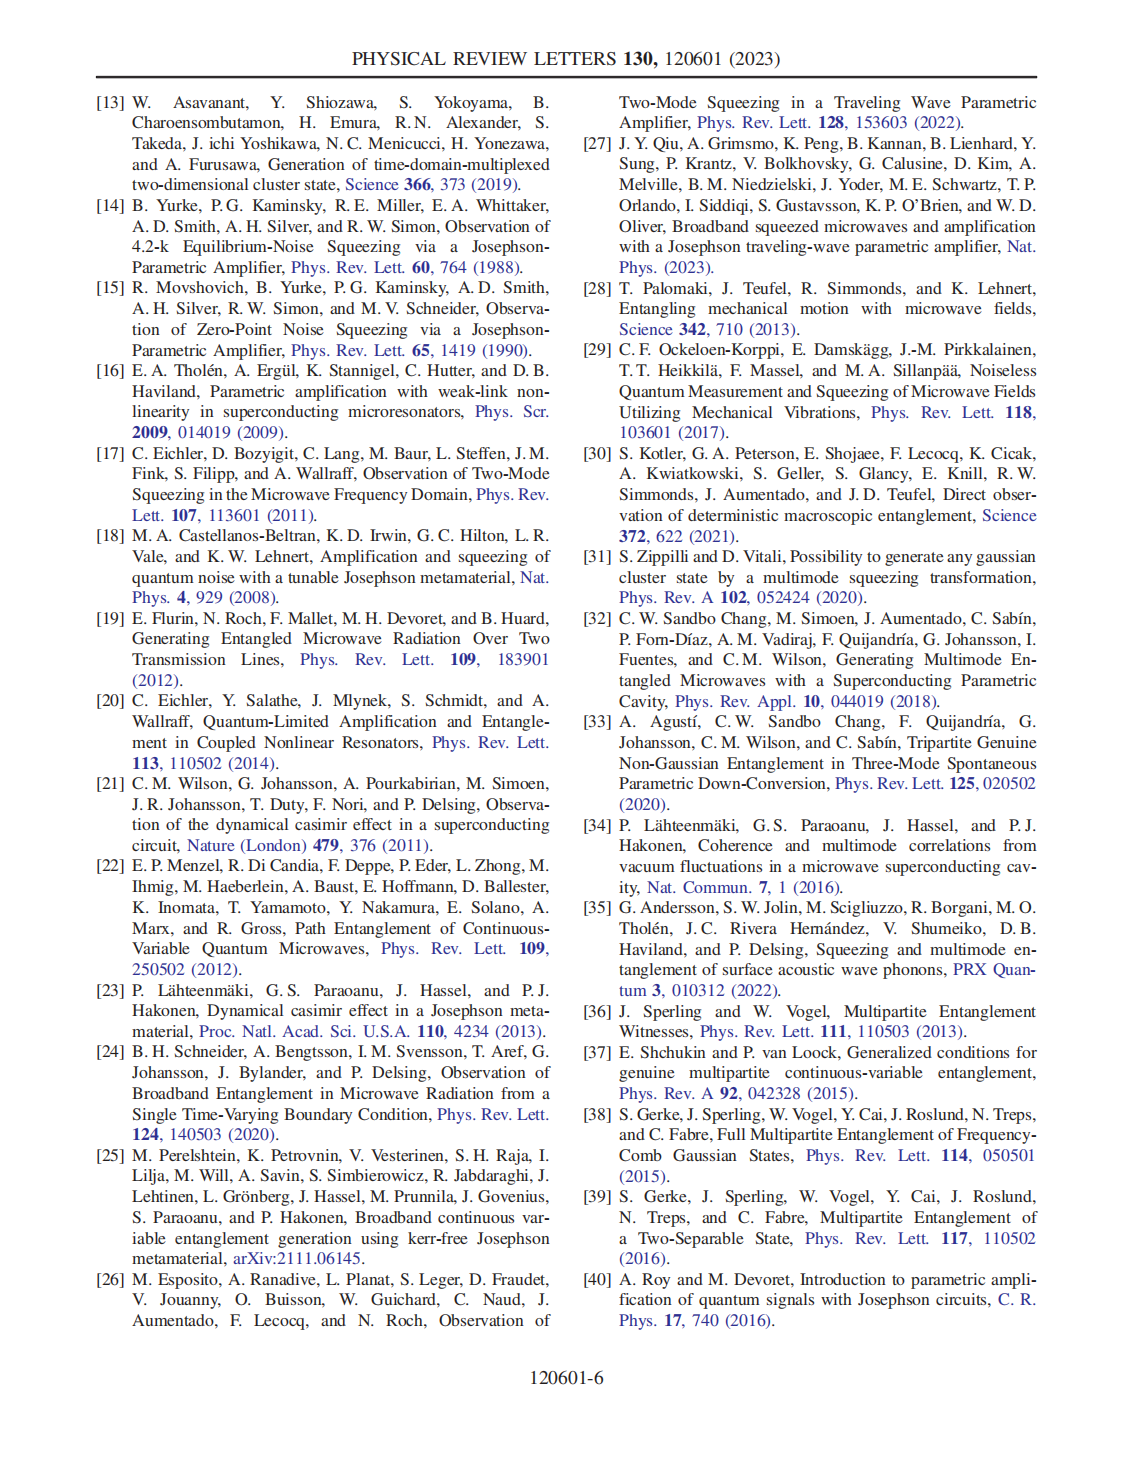 PHYSICAL REVIEW LETTERS 130, 120601 (2023)
[13] W. Asavanant, Y. Shiozawa, S. Yokoyama, B.
Charoensombutamon, H. Emura, R. N. Alexander, S.
Takeda, J. ichi Yoshikawa, N. C. Menicucci, H. Yonezawa,
and A. Furusawa, Generation of time-domain-multiplexed
two-dimensional cluster state, Science 366, 373 (2019).
[14] B. Yurke, P. G. Kaminsky, R. E. Miller, E. A. Whittaker,
A. D. Smith, A. H. Silver, and R. W. Simon, Observation of
4.2-k Equilibrium-Noise Squeezing via a Josephson-
Parametric Amplifier, Phys. Rev. Lett. 60, 764 (1988).
[15] R. Movshovich, B. Yurke, P. G. Kaminsky, A. D. Smith,
A. H. Silver, R. W. Simon, and M. V. Schneider, Observa-
tion of Zero-Point Noise Squeezing via a Josephson-
Parametric Amplifier, Phys. Rev. Lett. 65, 1419 (1990).
[16] E. A. Tholén, A. Ergül, K. Stannigel, C. Hutter, and D. B.
Haviland, Parametric amplification with weak-link non-
linearity in superconducting microresonators, Phys. Scr.
2009, 014019 (2009).
[17] C. Eichler, D. Bozyigit, C. Lang, M. Baur, L. Steffen, J. M.
Fink, S. Filipp, and A. Wallraff, Observation of Two-Mode
Squeezing in the Microwave Frequency Domain, Phys. Rev.
Lett. 107, 113601 (2011).
[18] M. A. Castellanos-Beltran, K. D. Irwin, G. C. Hilton, L. R.
Vale, and K. W. Lehnert, Amplification and squeezing of
quantum noise with a tunable Josephson metamaterial, Nat.
Phys. 4, 929 (2008).
[19] E. Flurin, N. Roch, F. Mallet, M. H. Devoret, and B. Huard,
Generating Entangled Microwave Radiation Over Two
Transmission Lines, Phys. Rev. Lett. 109, 183901
(2012).
[20] C. Eichler, Y. Salathe, J. Mlynek, S. Schmidt, and A.
Wallraff, Quantum-Limited Amplification and Entangle-
ment in Coupled Nonlinear Resonators, Phys. Rev. Lett.
113, 110502 (2014).
[21] C. M. Wilson, G. Johansson, A. Pourkabirian, M. Simoen,
J. R. Johansson, T. Duty, F. Nori, and P. Delsing, Observa-
tion of the dynamical casimir effect in a superconducting
circuit, Nature (London) 479, 376 (2011).
[22] E. P. Menzel, R. Di Candia, F. Deppe, P. Eder, L. Zhong, M.
Ihmig, M. Haeberlein, A. Baust, E. Hoffmann, D. Ballester,
K. Inomata, T. Yamamoto, Y. Nakamura, E. Solano, A.
Marx, and R. Gross, Path Entanglement of Continuous-
Variable Quantum Microwaves, Phys. Rev. Lett. 109,
250502 (2012).
[23] P. Lähteenmäki, G. S. Paraoanu, J. Hassel, and P. J.
Hakonen, Dynamical casimir effect in a Josephson meta-
material, Proc. Natl. Acad. Sci. U.S.A. 110, 4234 (2013).
[24] B. H. Schneider, A. Bengtsson, I. M. Svensson, T. Aref, G.
Johansson, J. Bylander, and P. Delsing, Observation of
Broadband Entanglement in Microwave Radiation from a
Single Time-Varying Boundary Condition, Phys. Rev. Lett.
124, 140503 (2020).
[25] M. Perelshtein, K. Petrovnin, V. Vesterinen, S. H. Raja, I.
Lilja, M. Will, A. Savin, S. Simbierowicz, R. Jabdaraghi, J.
Lehtinen, L. Grönberg, J. Hassel, M. Prunnila, J. Govenius,
S. Paraoanu, and P. Hakonen, Broadband continuous var-
iable entanglement generation using kerr-free Josephson
metamaterial, arXiv:2111.06145.
[26] M. Esposito, A. Ranadive, L. Planat, S. Leger, D. Fraudet,
V. Jouanny, O. Buisson, W. Guichard, C. Naud, J.
Aumentado, F. Lecocq, and N. Roch, Observation of
Two-Mode Squeezing in a Traveling Wave Parametric
Amplifier, Phys. Rev. Lett. 128, 153603 (2022).
[27] J. Y. Qiu, A. Grimsmo, K. Peng, B. Kannan, B. Lienhard, Y.
Sung, P. Krantz, V. Bolkhovsky, G. Calusine, D. Kim, A.
Melville, B. M. Niedzielski, J. Yoder, M. E. Schwartz, T. P.
Orlando, I. Siddiqi, S. Gustavsson, K. P. O'Brien, and W. D.
Oliver, Broadband squeezed microwaves and amplification
with a Josephson traveling-wave parametric amplifier, Nat.
Phys. (2023).
[28] T. Palomaki, J. Teufel, R. Simmonds, and K. Lehnert,
Entangling mechanical motion with microwave fields,
Science 342, 710 (2013).
[29] C. F. Ockeloen-Korppi, E. Damskägg, J.-M. Pirkkalainen,
T. T. Heikkilä, F. Massel, and M. A. Sillanpää, Noiseless
Quantum Measurement and Squeezing of Microwave Fields
Utilizing Mechanical Vibrations, Phys. Rev. Lett. 118,
103601 (2017).
[30] S. Kotler, G. A. Peterson, E. Shojaee, F. Lecocq, K. Cicak,
A. Kwiatkowski, S. Geller, S. Glancy, E. Knill, R. W.
Simmonds, J. Aumentado, and J. D. Teufel, Direct obser-
vation of deterministic macroscopic entanglement, Science
372, 622 (2021).
[31] S. Zippilli and D. Vitali, Possibility to generate any gaussian
cluster state by a multimode squeezing transformation,
Phys. Rev. A 102, 052424 (2020).
[32] C. W. Sandbo Chang, M. Simoen, J. Aumentado, C. Sabín,
P. Forn-Díaz, A. M. Vadiraj, F. Quijandría, G. Johansson, I.
Fuentes, and C. M. Wilson, Generating Multimode En-
tangled Microwaves with a Superconducting Parametric
Cavity, Phys. Rev. Appl. 10, 044019 (2018).
[33] A. Agustí, C. W. Sandbo Chang, F. Quijandría, G.
Johansson, C. M. Wilson, and C. Sabín, Tripartite Genuine
Non-Gaussian Entanglement in Three-Mode Spontaneous
Parametric Down-Conversion, Phys. Rev. Lett. 125, 020502
(2020).
[34] P. Lähteenmäki, G. S. Paraoanu, J. Hassel, and P. J.
Hakonen, Coherence and multimode correlations from
vacuum fluctuations in a microwave superconducting cav-
ity, Nat. Commun. 7, 1 (2016).
[35] G. Andersson, S. W. Jolin, M. Scigliuzzo, R. Borgani, M. O.
Tholén, J. C. Rivera Hernández, V. Shumeiko, D. B.
Haviland, and P. Delsing, Squeezing and multimode en-
tanglement of surface acoustic wave phonons, PRX Quan-
tum 3, 010312 (2022).
[36] J. Sperling and W. Vogel, Multipartite Entanglement
Witnesses, Phys. Rev. Lett. 111, 110503 (2013).
[37] E. Shchukin and P. van Loock, Generalized conditions for
genuine multipartite continuous-variable entanglement,
Phys. Rev. A 92, 042328 (2015).
[38] S. Gerke, J. Sperling, W. Vogel, Y. Cai, J. Roslund, N. Treps,
and C. Fabre, Full Multipartite Entanglement of Frequency-
Comb Gaussian States, Phys. Rev. Lett. 114, 050501
(2015).
[39] S. Gerke, J. Sperling, W. Vogel, Y. Cai, J. Roslund,
N. Treps, and C. Fabre, Multipartite Entanglement of
a Two-Separable State, Phys. Rev. Lett. 117, 110502
(2016).
[40] A. Roy and M. Devoret, Introduction to parametric ampli-
fication of quantum signals with Josephson circuits, C. R.
Phys. 17, 740 (2016).
120601-6